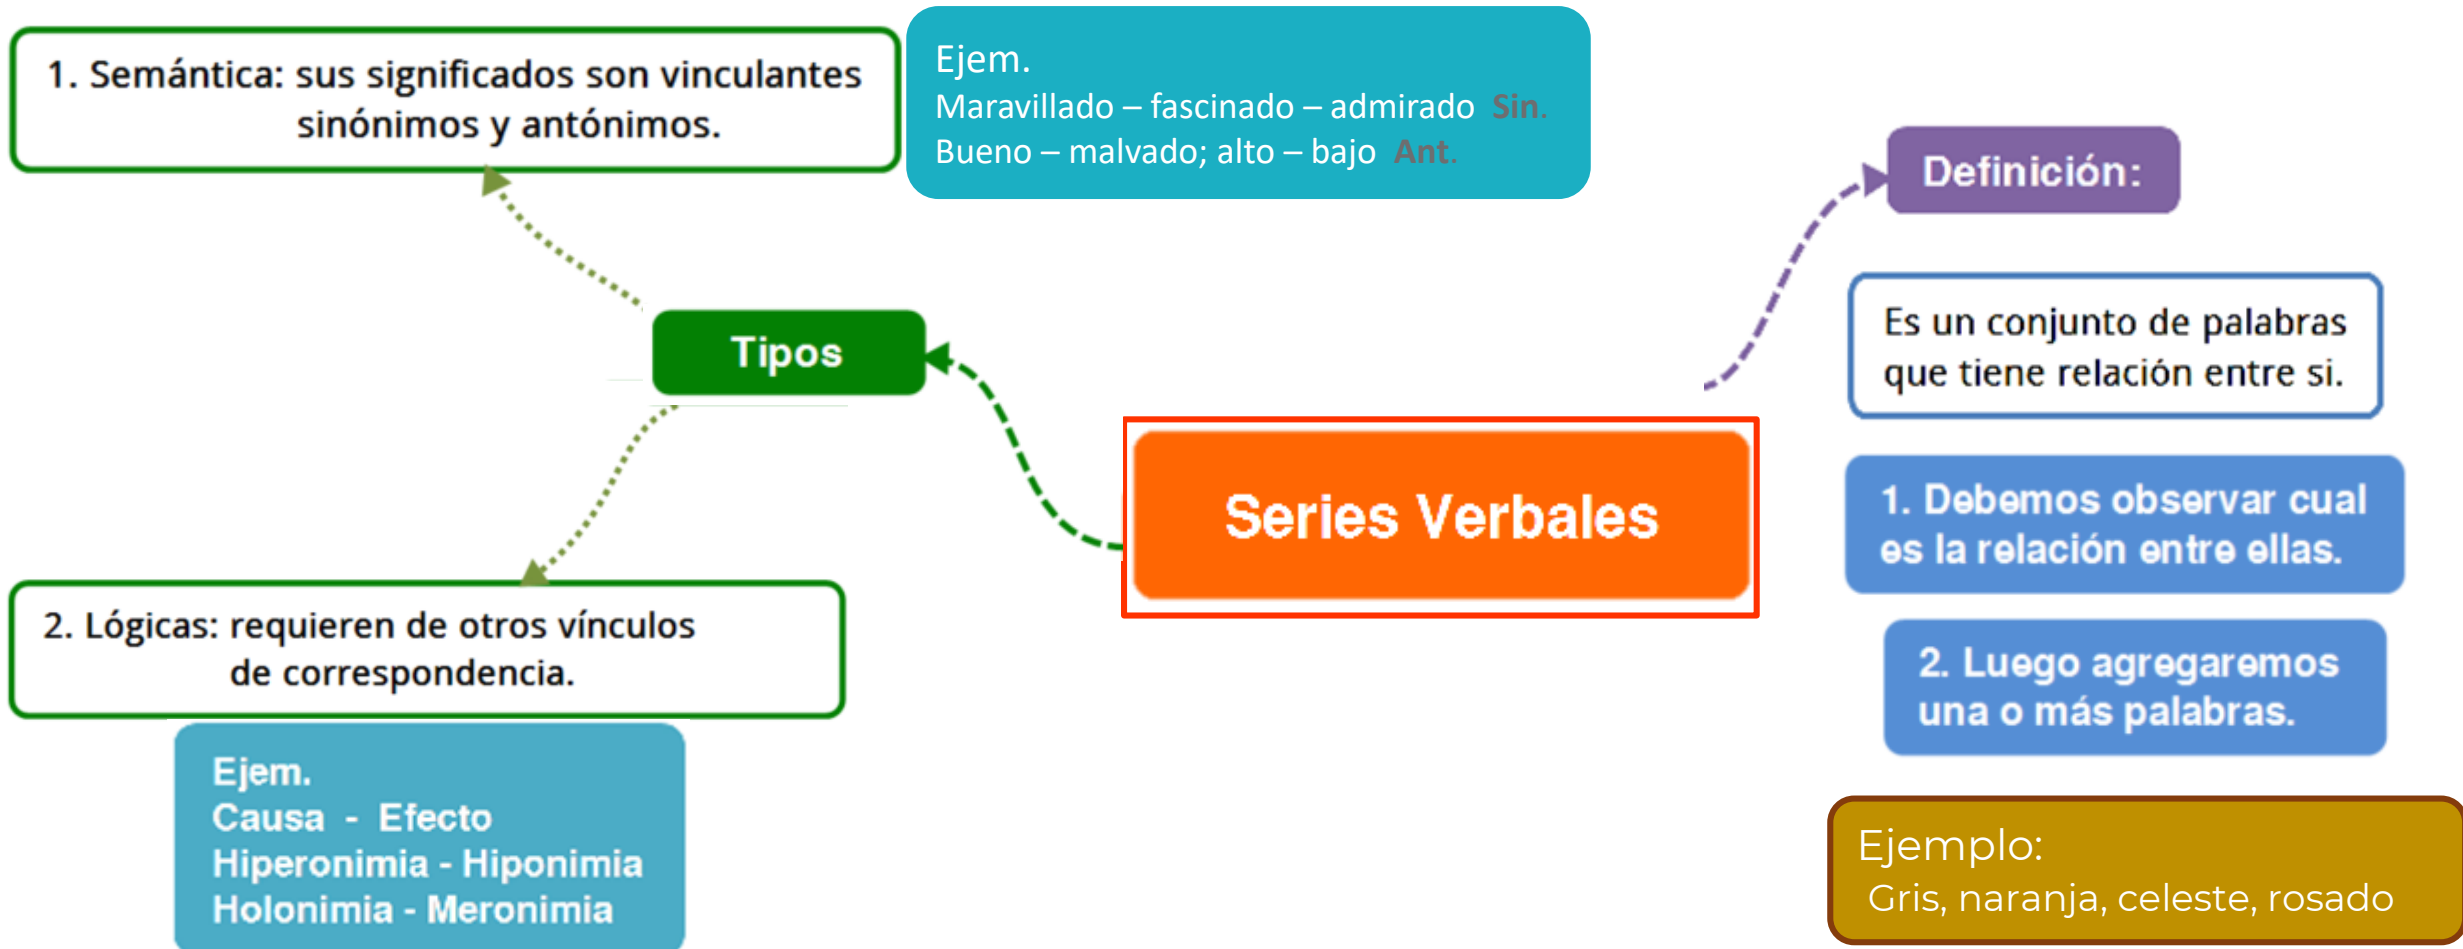 1. Semántica: sus significados son vinculantes
sinónimos y antónimos.
Ejem.
Maravillado – fascinado – admirado Sin.
Bueno – malvado; alto – bajo Ant.
Definición:
Es un conjunto de palabras
que tiene relación entre si.
Tipos
Series Verbales
1. Debemos observar cual
es la relación entre ellas.
2. Luego agregaremos
una o más palabras.
2. Lógicas: requieren de otros vínculos
de correspondencia.
Ejem.
Causa - Efecto
Hiperonimia - Hiponimia
Holonimia - Meronimia
Ejemplo:
Gris, naranja, celeste, rosado